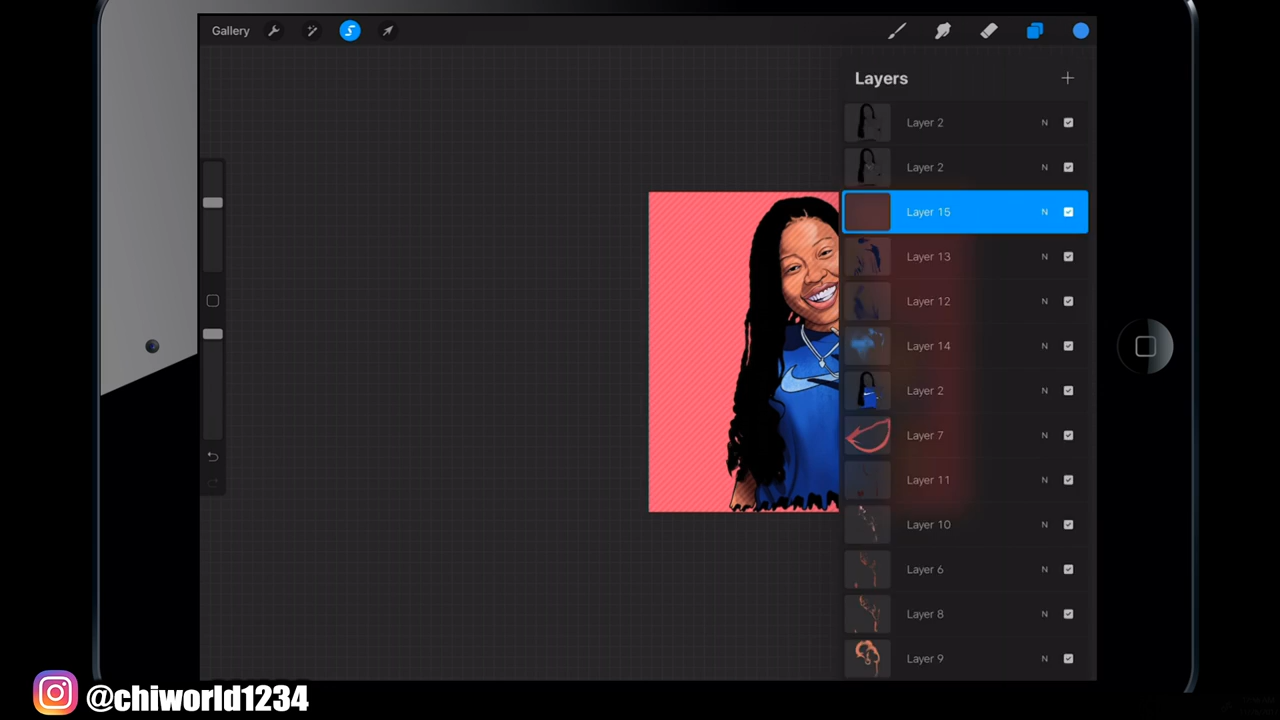 Gallery
Layers
Layer 2 N
Layer 2 N
Layer 15 N
Layer 13 N
Layer 12 N
Layer 14 N
Layer 2 N
Layer 7 N
Layer 11 N
Layer 10 N
Layer 6 N
Layer 8 N
Layer 9 N
@chiworld1234